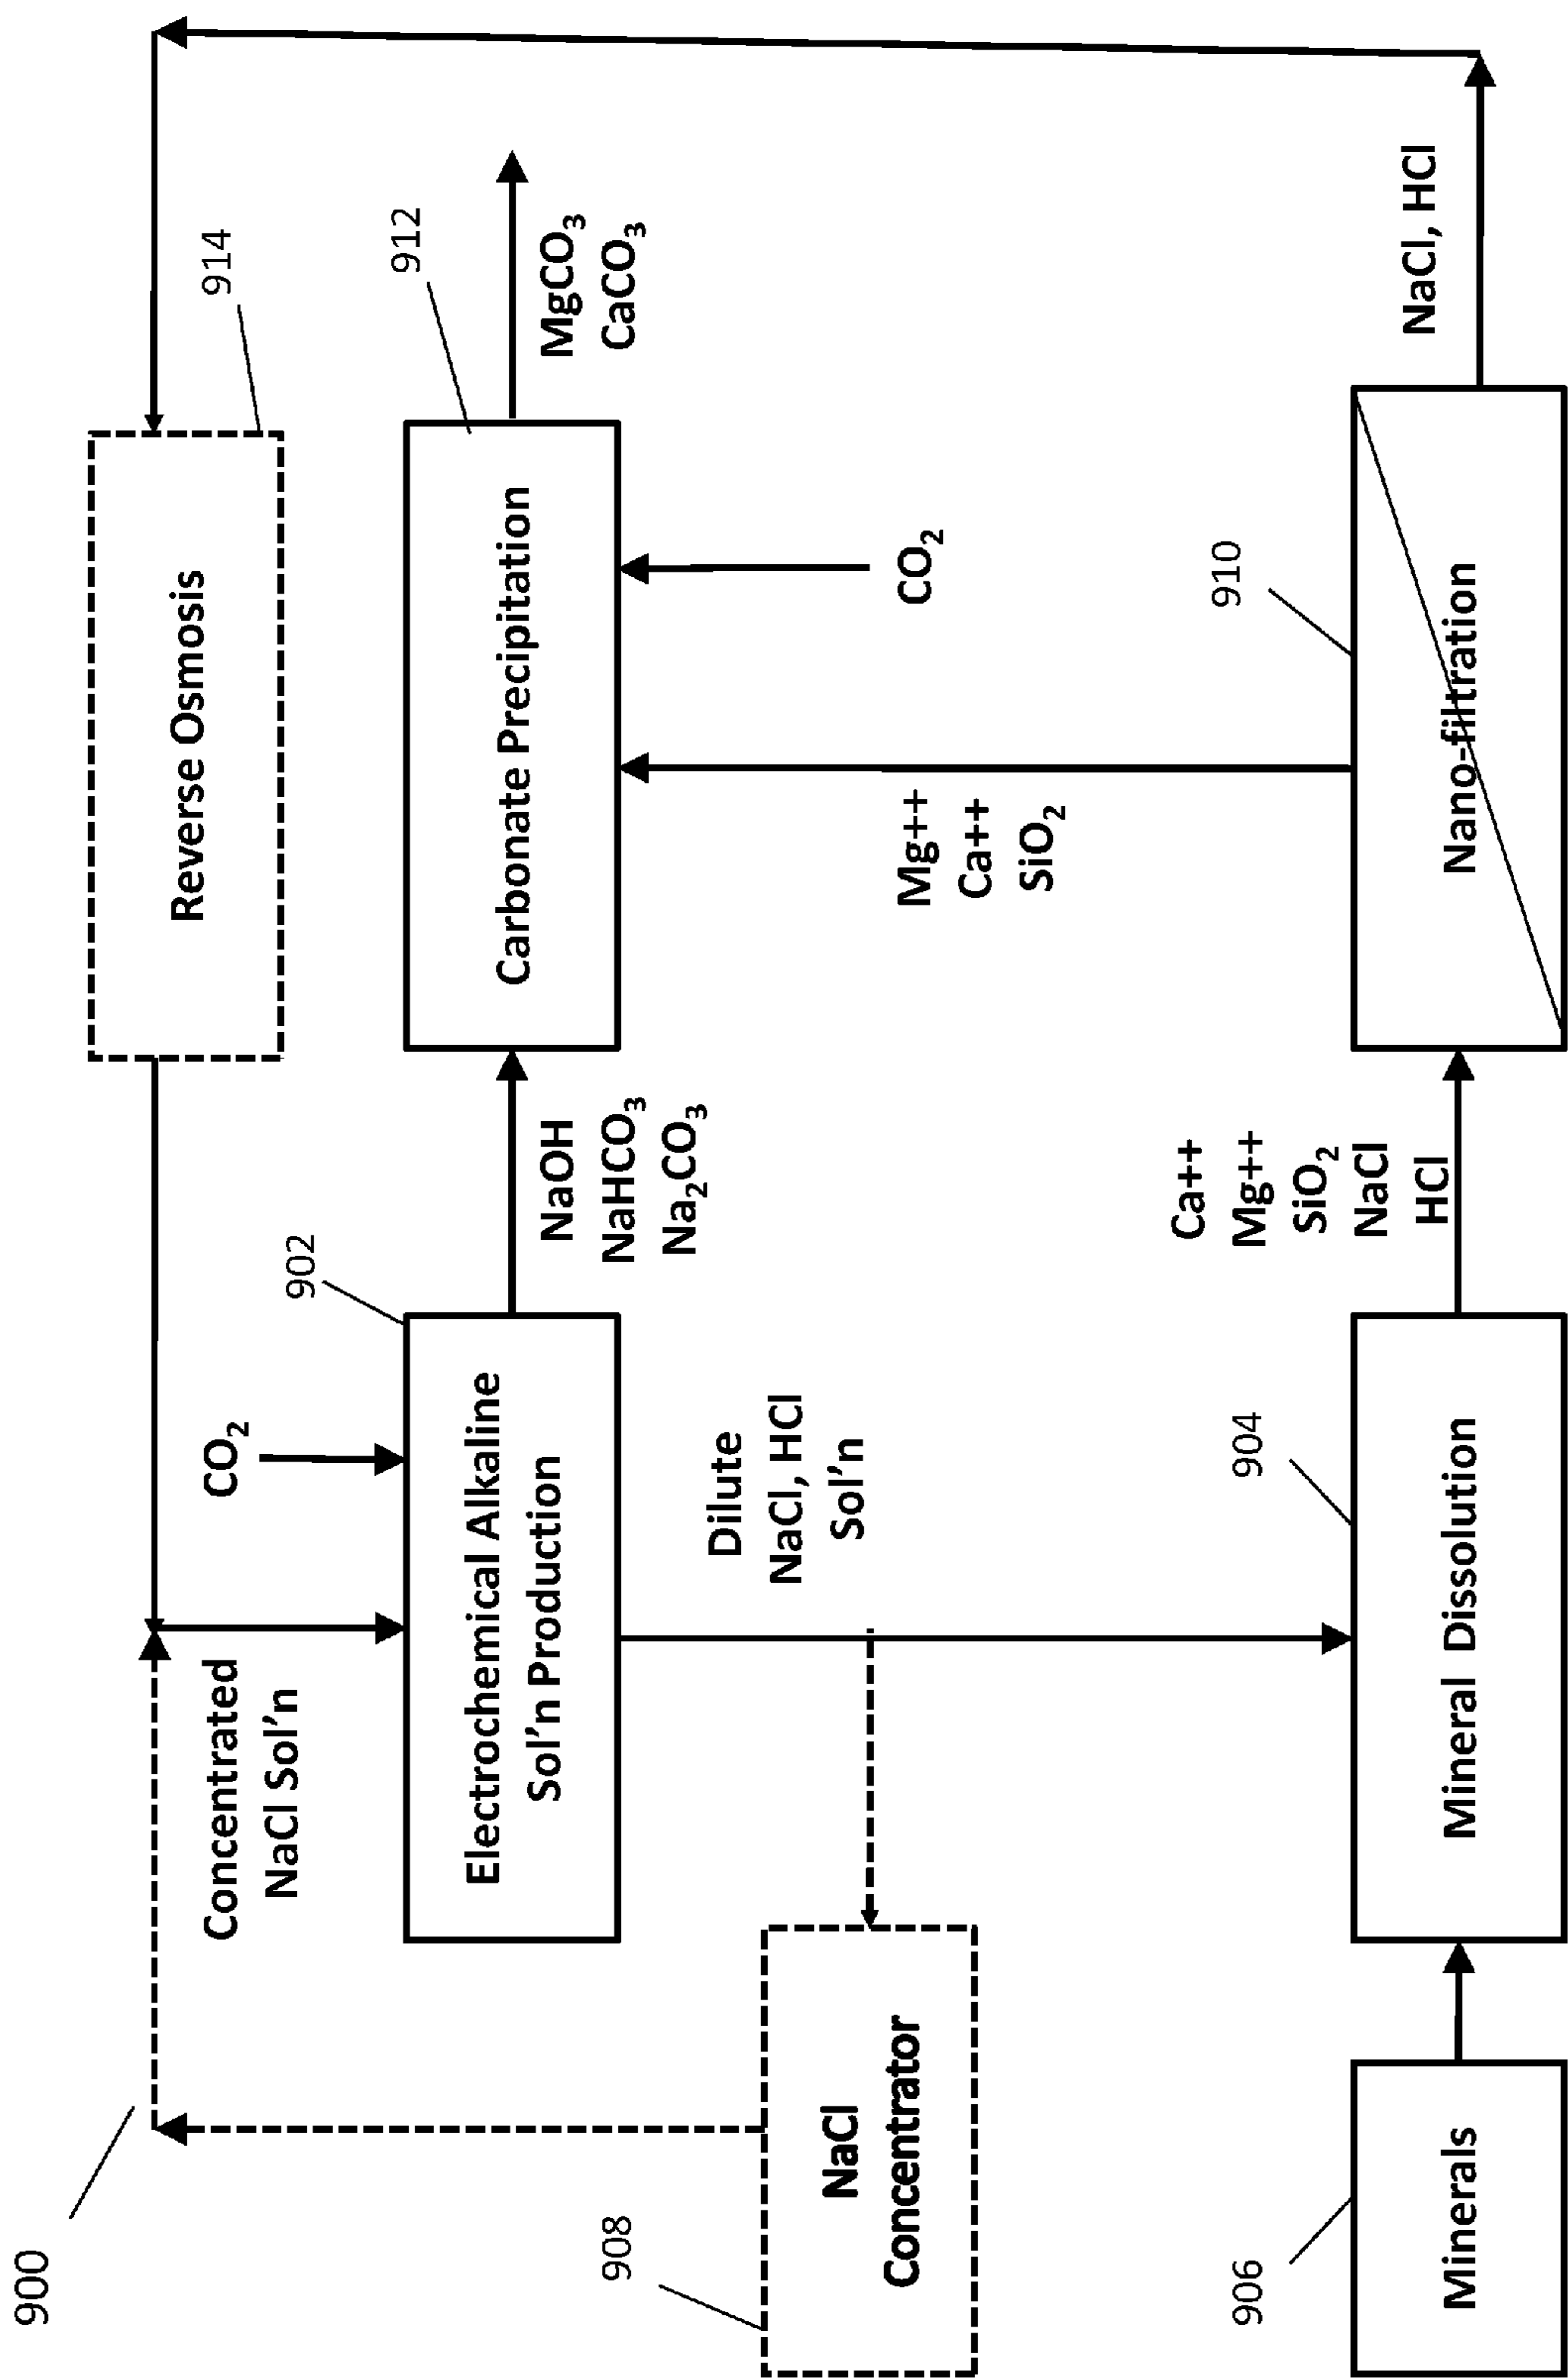 900
914
Reverse Osmosis
Concentrated
NaCl Sol'n
CO₂
902
912
Electrochemical Alkaline
Sol'n Production
NaOH
NaHCO₃
Na₂CO₃
Carbonate Precipitation
MgCO₃
CaCO₃
908
NaCl
Concentrator
Dilute
NaCl, HCl
Sol'n
Mg++
Ca++
SiO₂
CO₂
906
Minerals
904
Mineral Dissolution
Ca++
Mg++
SiO₂
NaCl
HCl
910
Nano-filtration
NaCl, HCl